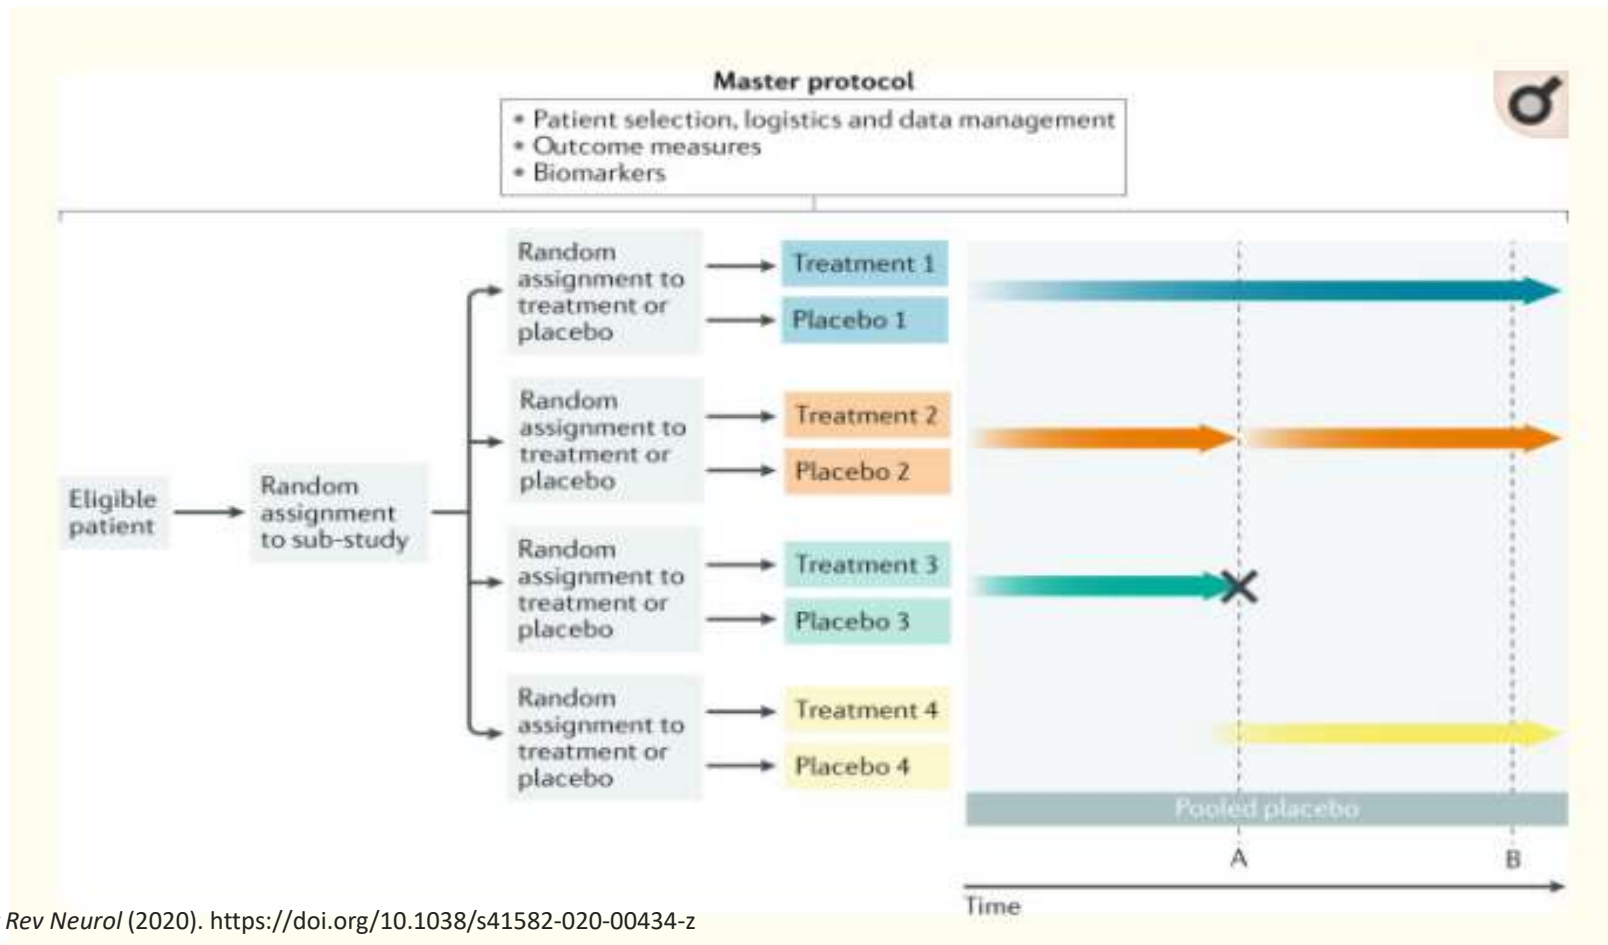 Master protocol
• Patient selection, logistics and data management
• Outcome measures
• Biomarkers
Eligible
patient
Random
assignment
to sub-study
Random
assignment to
treatment or
placebo
Treatment 1
Placebo 1
Random
assignment to
treatment or
placebo
Treatment 2
Placebo 2
Random
assignment to
treatment or
placebo
Treatment 3
Placebo 3
Random
assignment to
treatment or
placebo
Treatment 4
Placebo 4
Pooled placebo
A
B
Time
Rev Neurol (2020). https://doi.org/10.1038/s41582-020-00434-z